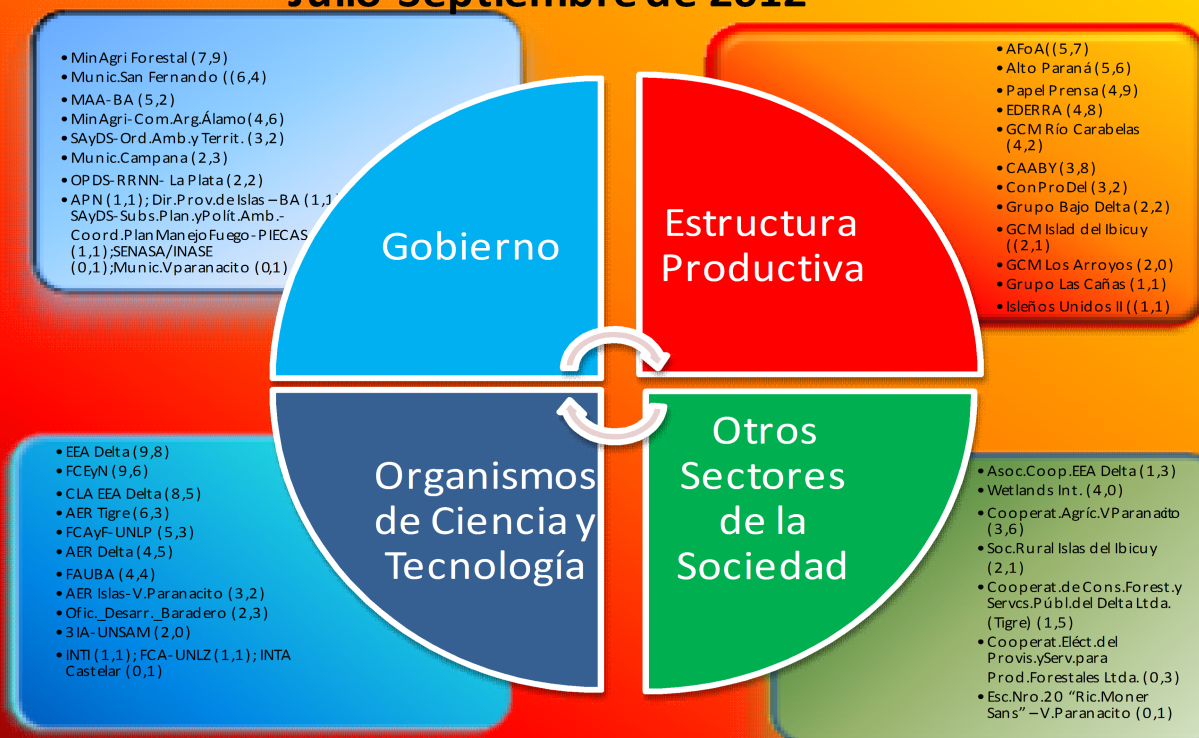 Julio-Septiembre de 2012
• MinAgri Forestal (7,9)
• Munic.San Fernando ((6,4)
• MAA-BA (5,2)
• MinAgri-Com.Arg.Álamo(4,6)
• SAyDS-Ord.Amb.y Territ. (3,2)
• Munic.Campana (2,3)
• OPDS-RRNN- La Plata (2,2)
• APN (1,1); Dir.Prov.de Islas –BA (1,1
SAyDS-Subs.Plan.yPolít.Amb.-
Coord.PlanManejoFuego-PIECAS
(1,1);SENASA/INASE
(0,1);Munic.Vparanacito (0,1)
Gobierno
Estructura
Productiva
• AFoA((5,7)
• Alto Paraná (5,6)
• Papel Prensa (4,9)
• EDERRA (4,8)
• GCM Río Carabelas
(4,2)
• CAABY (3,8)
• ConProDel (3,2)
• Grupo Bajo Delta (2,2)
• GCM Islad del Ibicuy
((2,1)
• GCM Los Arroyos (2,0)
• Grupo Las Cañas (1,1)
• Isleños Unidos II ((1,1)
• EEA Delta (9,8)
• FCEyN (9,6)
• CLA EEA Delta (8,5)
• AER Tigre (6,3)
• FCAyF-UNLP (5,3)
• AER Delta (4,5)
• FAUBA (4,4)
• AER Islas-V.Paranacito (3,2)
• Ofic._Desarr._Baradero (2,3)
• 3IA-UNSAM (2,0)
• INTI (1,1); FCA-UNLZ (1,1); INTA
Castelar (0,1)
Organismos
de Ciencia y
Tecnología
Otros
Sectores
de la
Sociedad
• Asoc.Coop.EEA Delta (1,3)
• Wetlands Int. (4,0)
• Cooperat.Agríc.VParanacito
(3,6)
• Soc.Rural Islas del Ibicuy
(2,1)
• Cooperat.de Cons.Forest.y
Servcs.Públ.del Delta Ltda.
(Tigre) (1,5)
• Cooperat.Eléct.del
Provis.yServ.para
Prod.Forestales Ltda. (0,3)
• Esc.Nro.20 “Ric.Moner
Sans” –V.Paranacito (0,1)